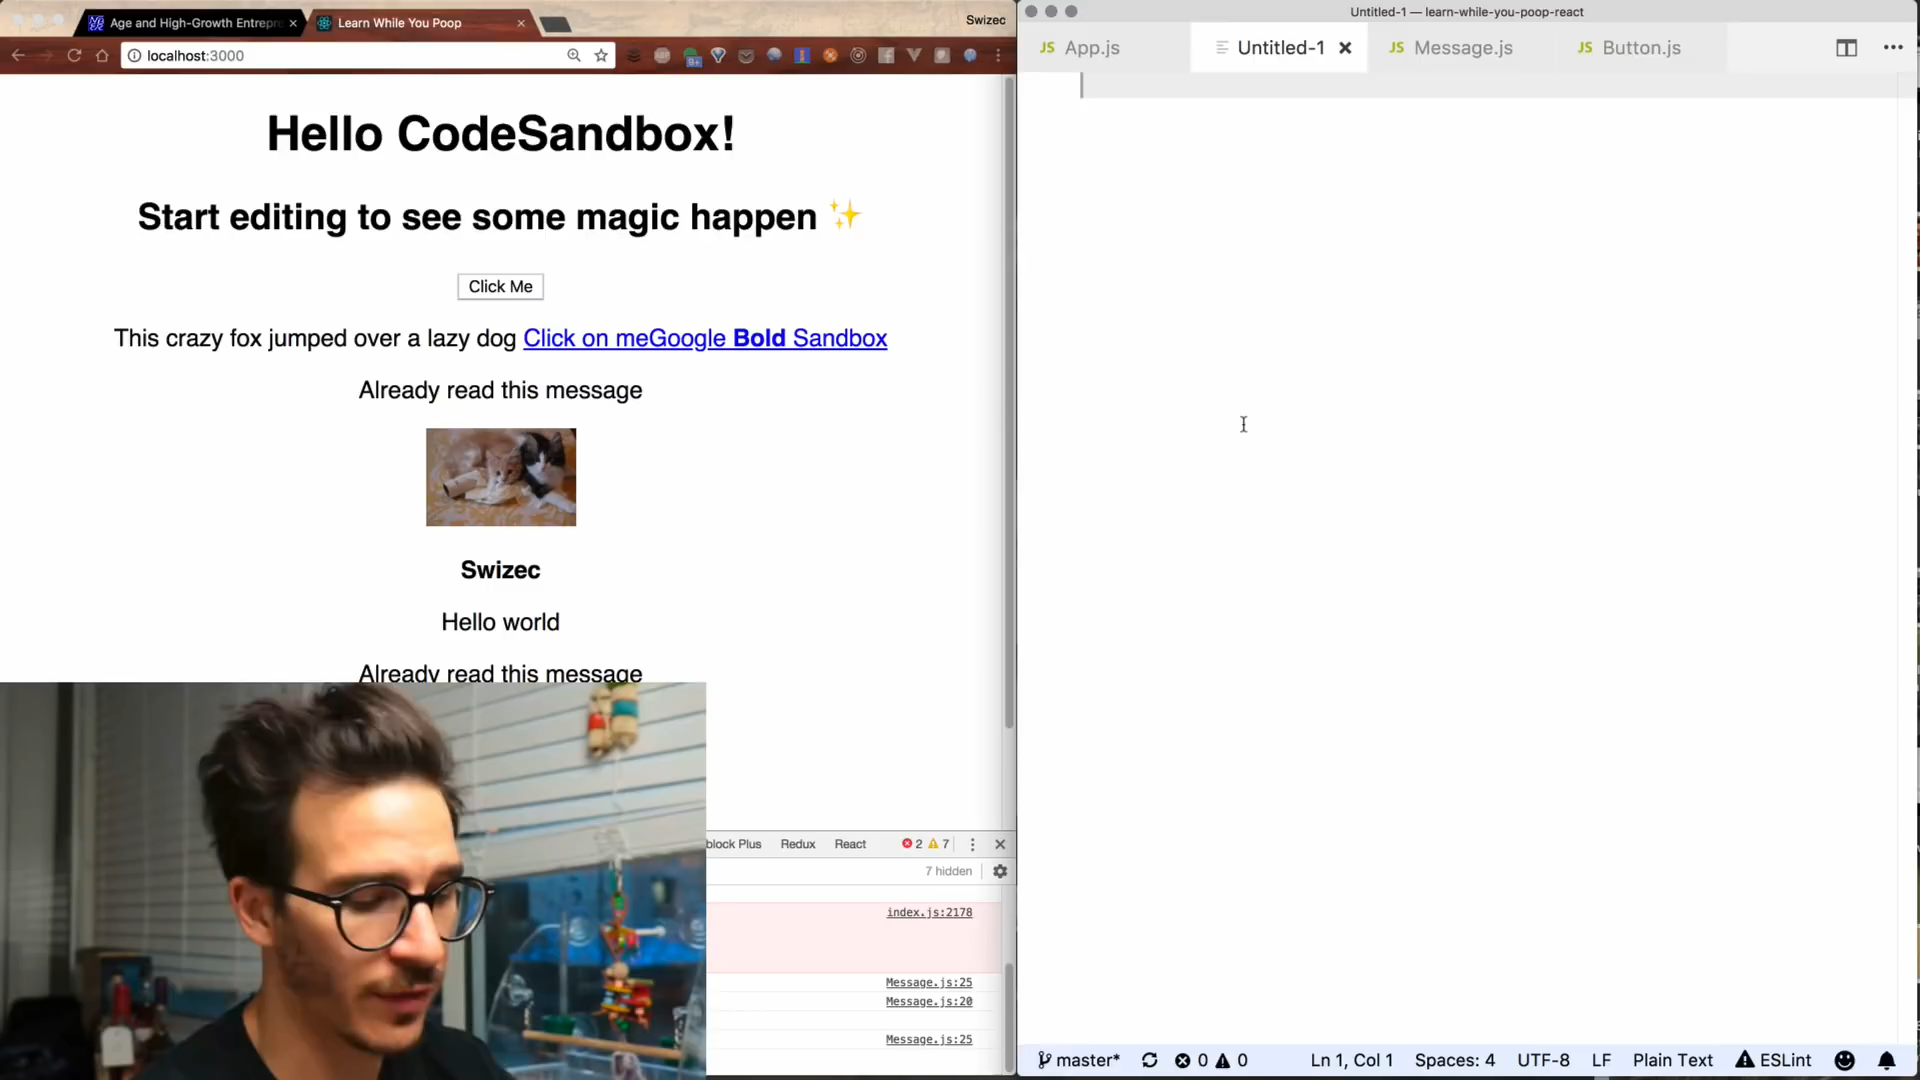 Age and High-Growth Entrepr
Learn While You Poop
Swizec
localhost:3000
9+
Hello CodeSandbox!
Start editing to see some magic happen ✨
Click Me
This crazy fox jumped over a lazy dog Click on meGoogle Bold Sandbox
Already read this message
Swizec
Hello world
Already read this message
block Plus Redux React 2 7
7 hidden
index.js:2178
Message.js:25
Message.js:20
Message.js:25
Untitled-1 — learn-while-you-poop-react
JS App.js Untitled-1 JS Message.js JS Button.js
master* 0 0 Ln 1, Col 1 Spaces: 4 UTF-8 LF Plain Text ESLint